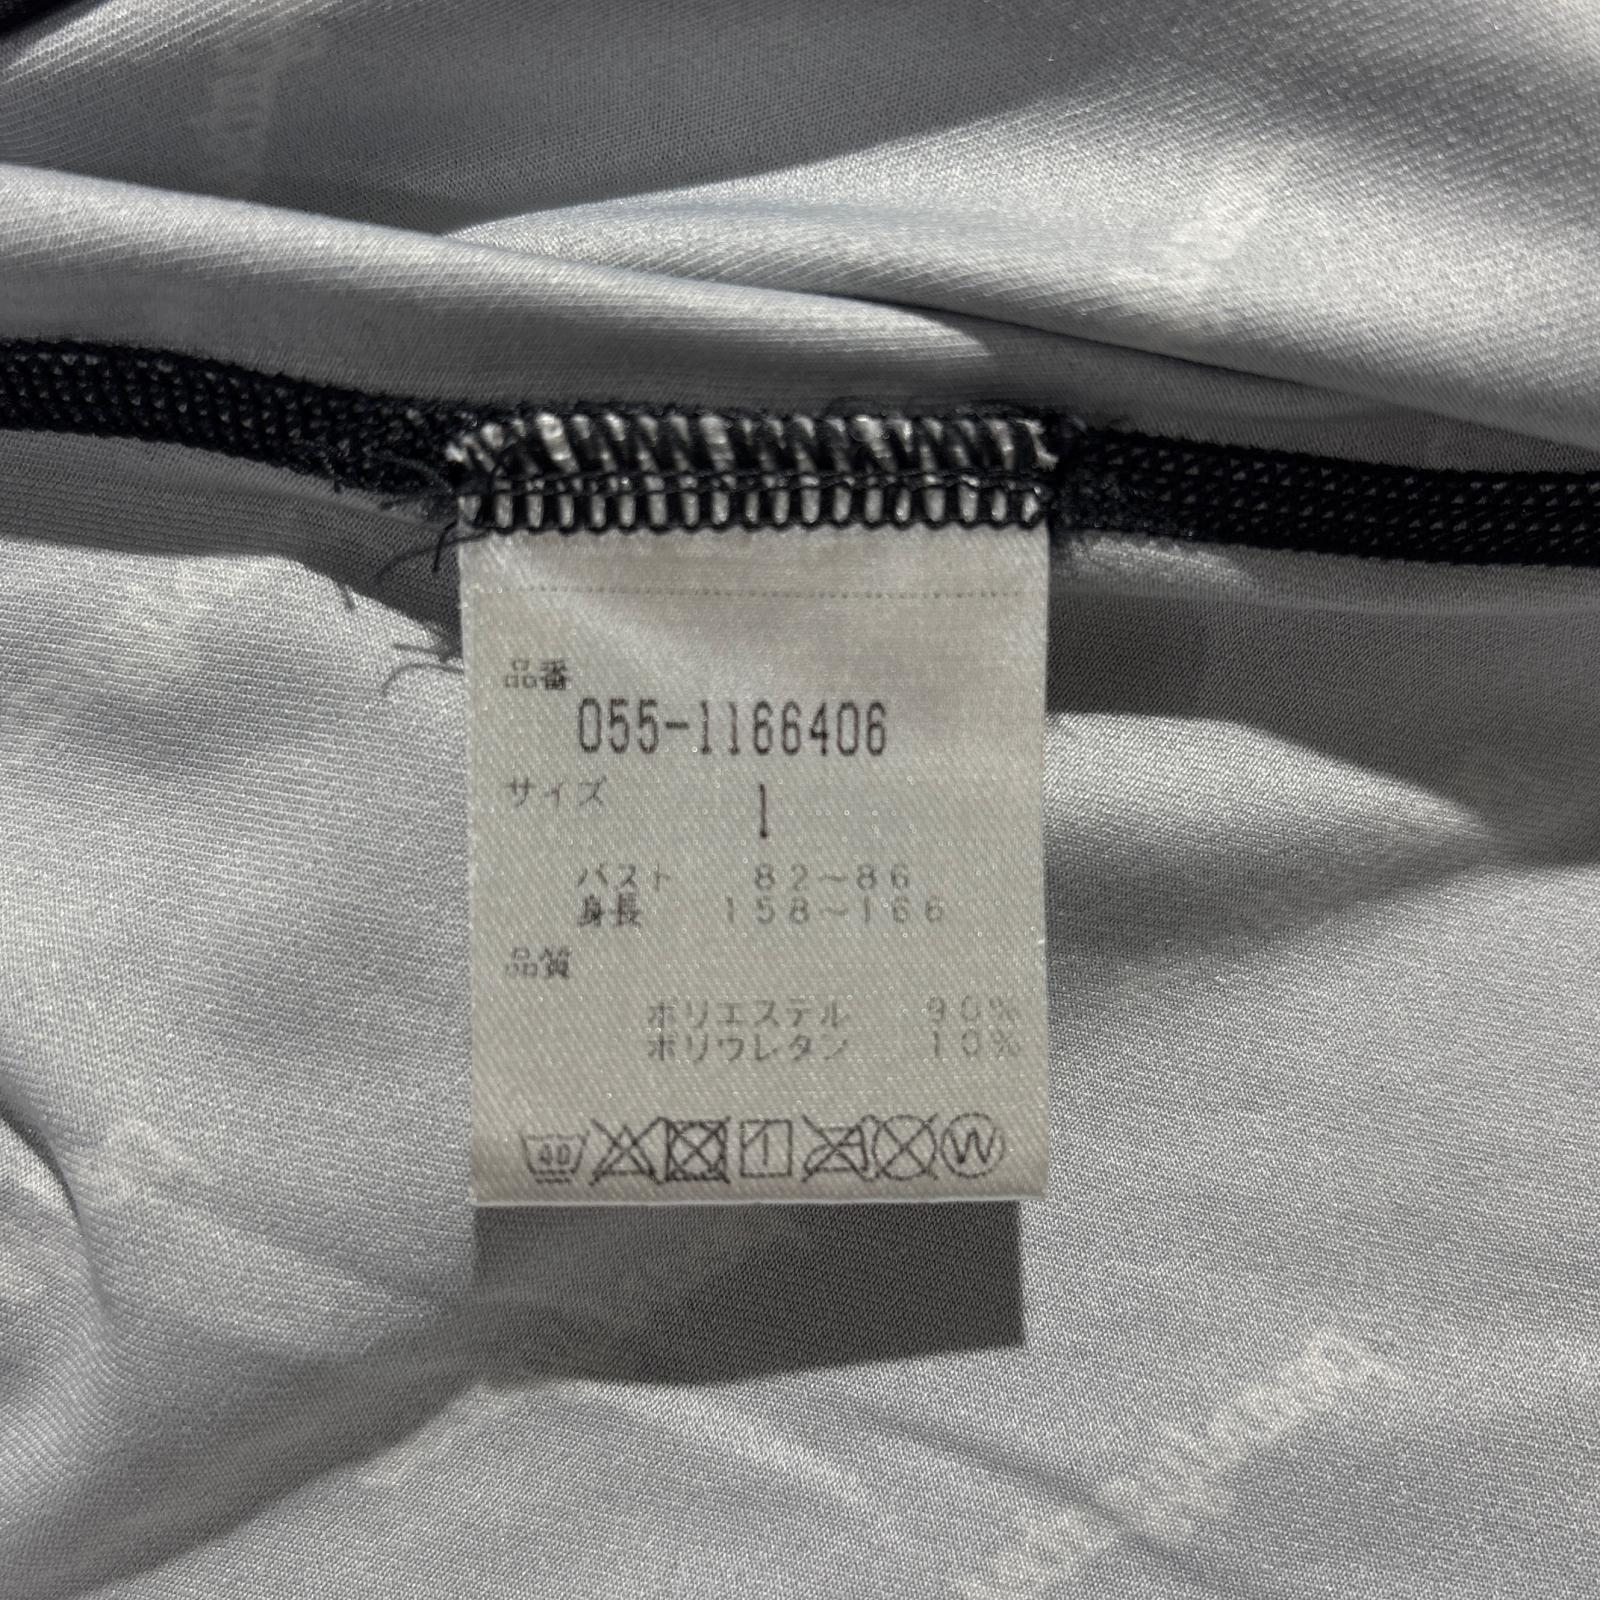 品番
055-1166406
サイズ 1
バスト 82~86
身長 158~166
品質
ポリエステル 90%
ポリウレタン 10%
40 W